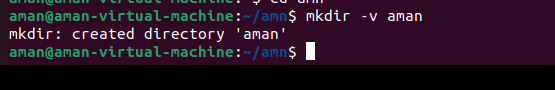 aman@aman-virtual-machine:~/amn$ mkdir -v aman
mkdir: created directory 'aman'
aman@aman-virtual-machine:~/amn$